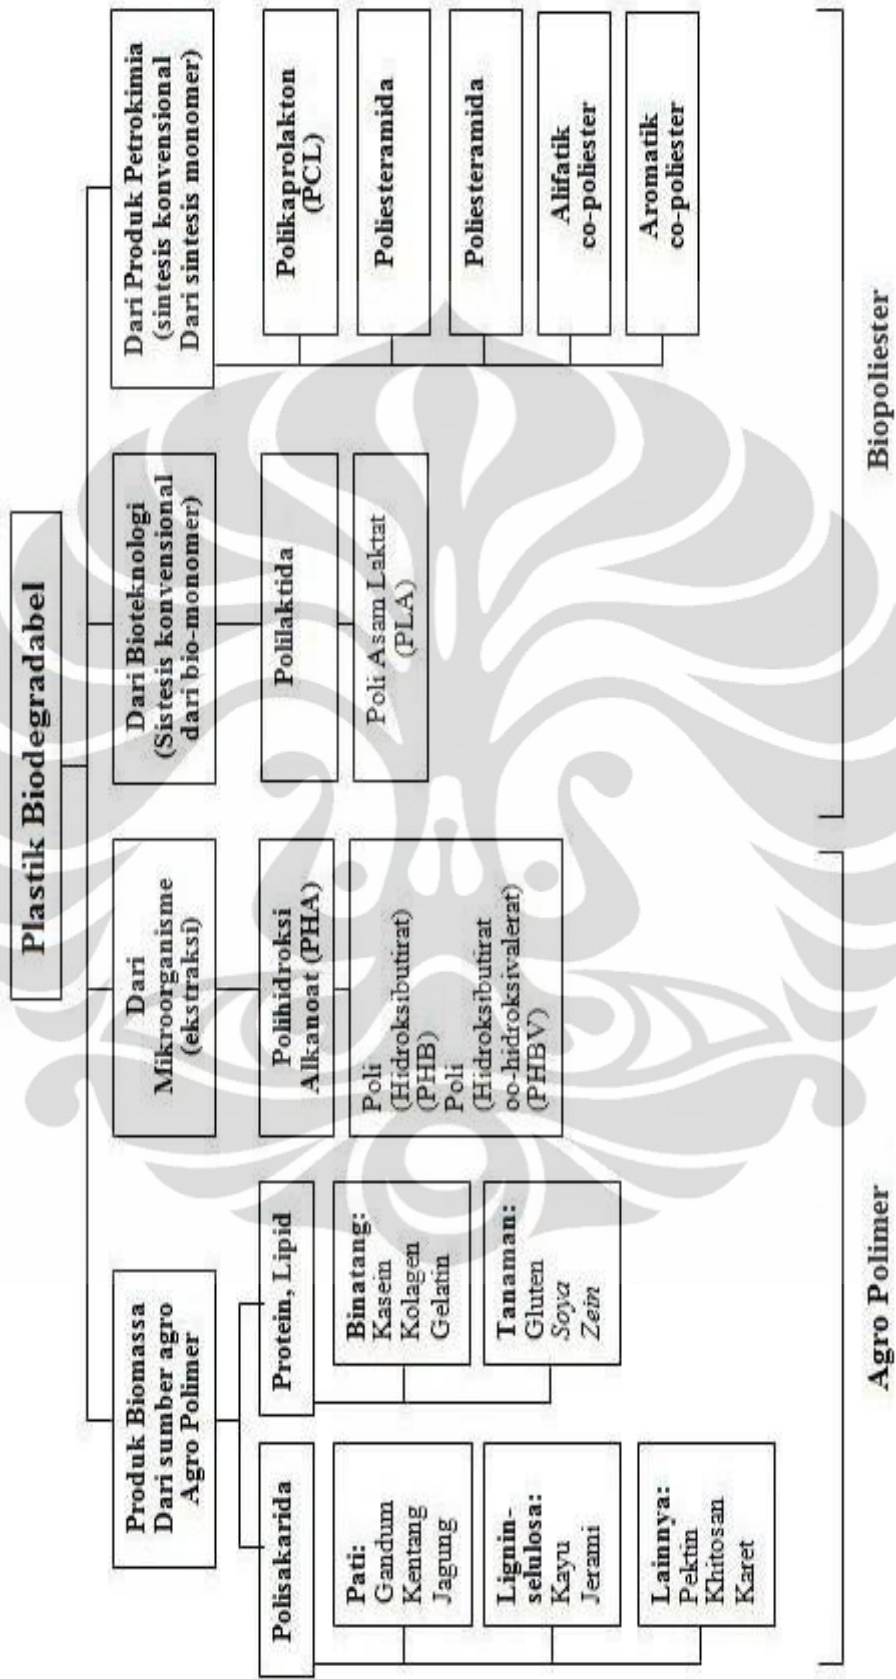 Plastik Biodegradabel
Produk Biomassa
Dari sumber agro
Agro Polimer
Polisakarida
Pati:
Gandum
Kentang
Jagung
Lignin-
selulosa:
Kayu
Jerami
Lainnya:
Pektin
Khitosan
Karet
Protein, Lipid
Binatang:
Kasein
Kolagen
Gelatin
Tanaman:
Gluten
Soya
Zein
Dari
Mikroorganisme
(ekstraksi)
Polihidroksi
Alkanoat (PHA)
Poli
(Hidroksibutirat)
(PHB)
Poli
(Hidroksibutirat
oo-hidroksivalerat)
(PHBV)
Dari Bioteknologi
(Sistesis konvensional
dari bio-monomer)
Polilaktida
Poli Asam Laktat
(PLA)
Dari Produk Petrokimia
(sintesis konvensional
Dari sintesis monomer)
Polikaprolakton
(PCL)
Poliesteramida
Poliesteramida
Alifatik
co-poliester
Aromatik
co-poliester
Agro Polimer
Biopoliester